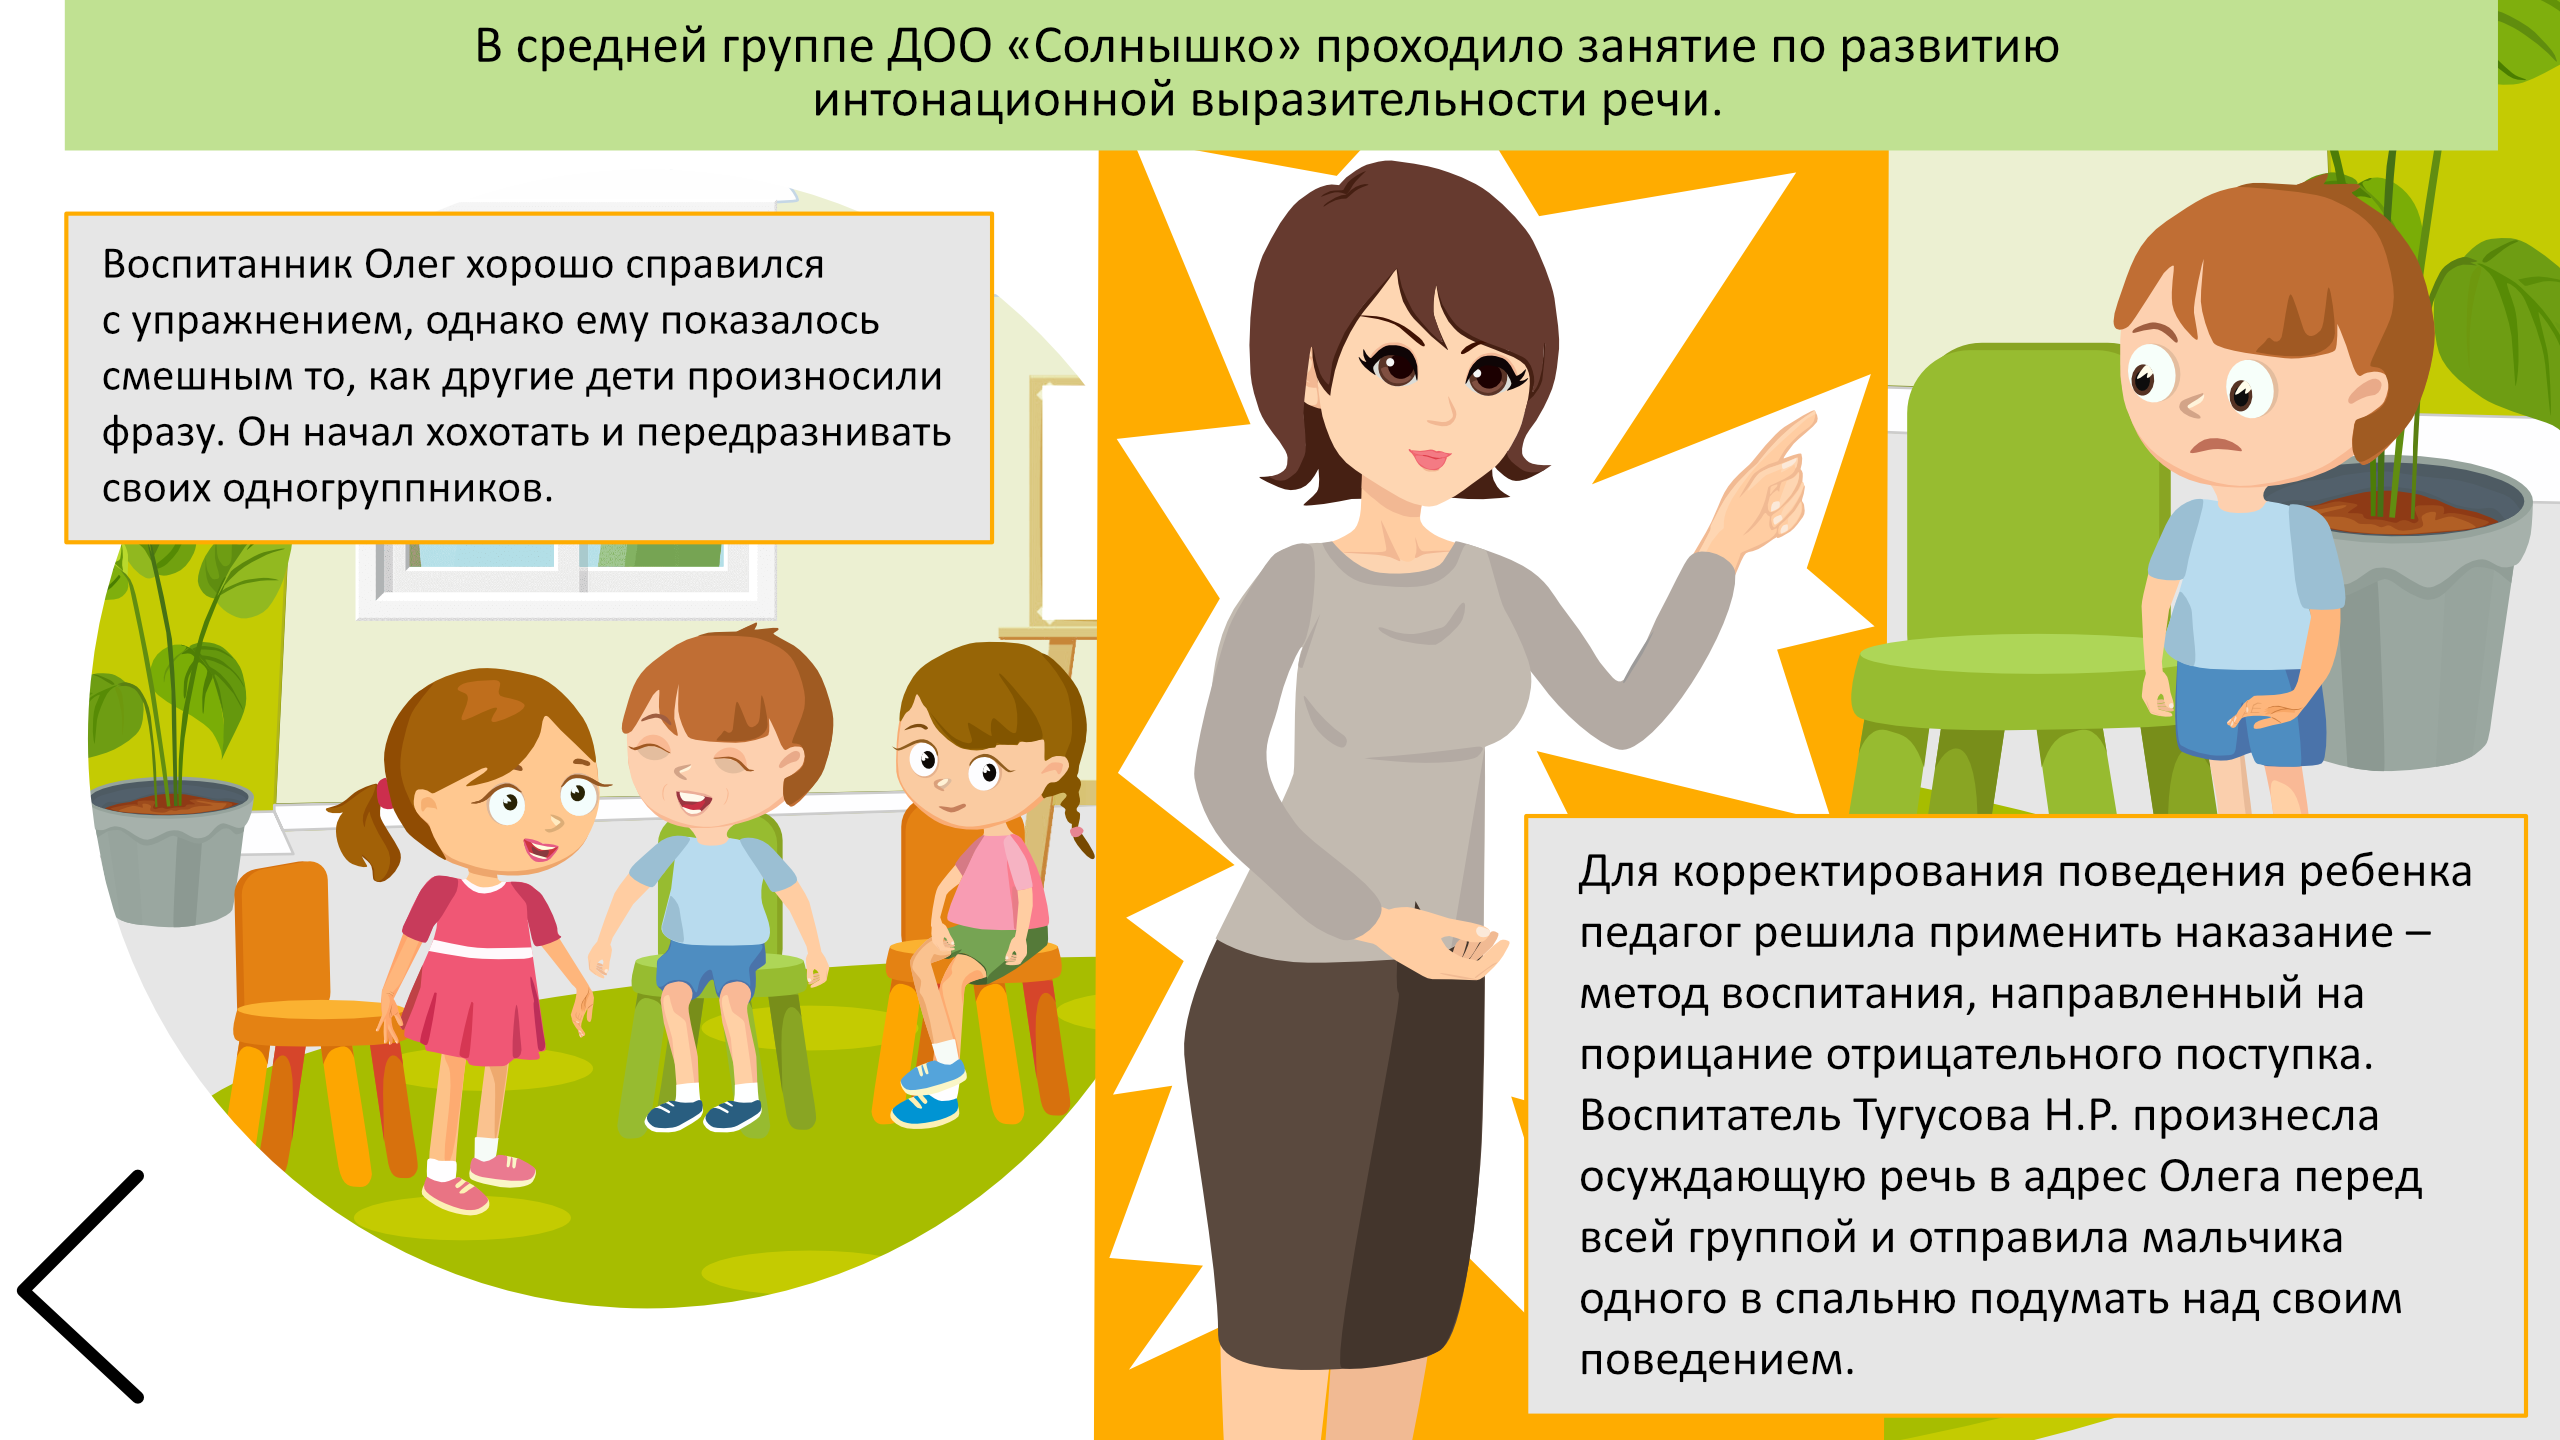 В средней группе ДОО «Солнышко» проходило занятие по развитию
интонационной выразительности речи.
Воспитанник Олег хорошо справился
с упражнением, однако ему показалось
смешным то, как другие дети произносили
фразу. Он начал хохотать и передразнивать
своих одногруппников.
Для корректирования поведения ребенка
педагог решила применить наказание –
метод воспитания, направленный на
порицание отрицательного поступка.
Воспитатель Тугусова Н.Р. произнесла
осуждающую речь в адрес Олега перед
всей группой и отправила мальчика
одного в спальню подумать над своим
поведением.